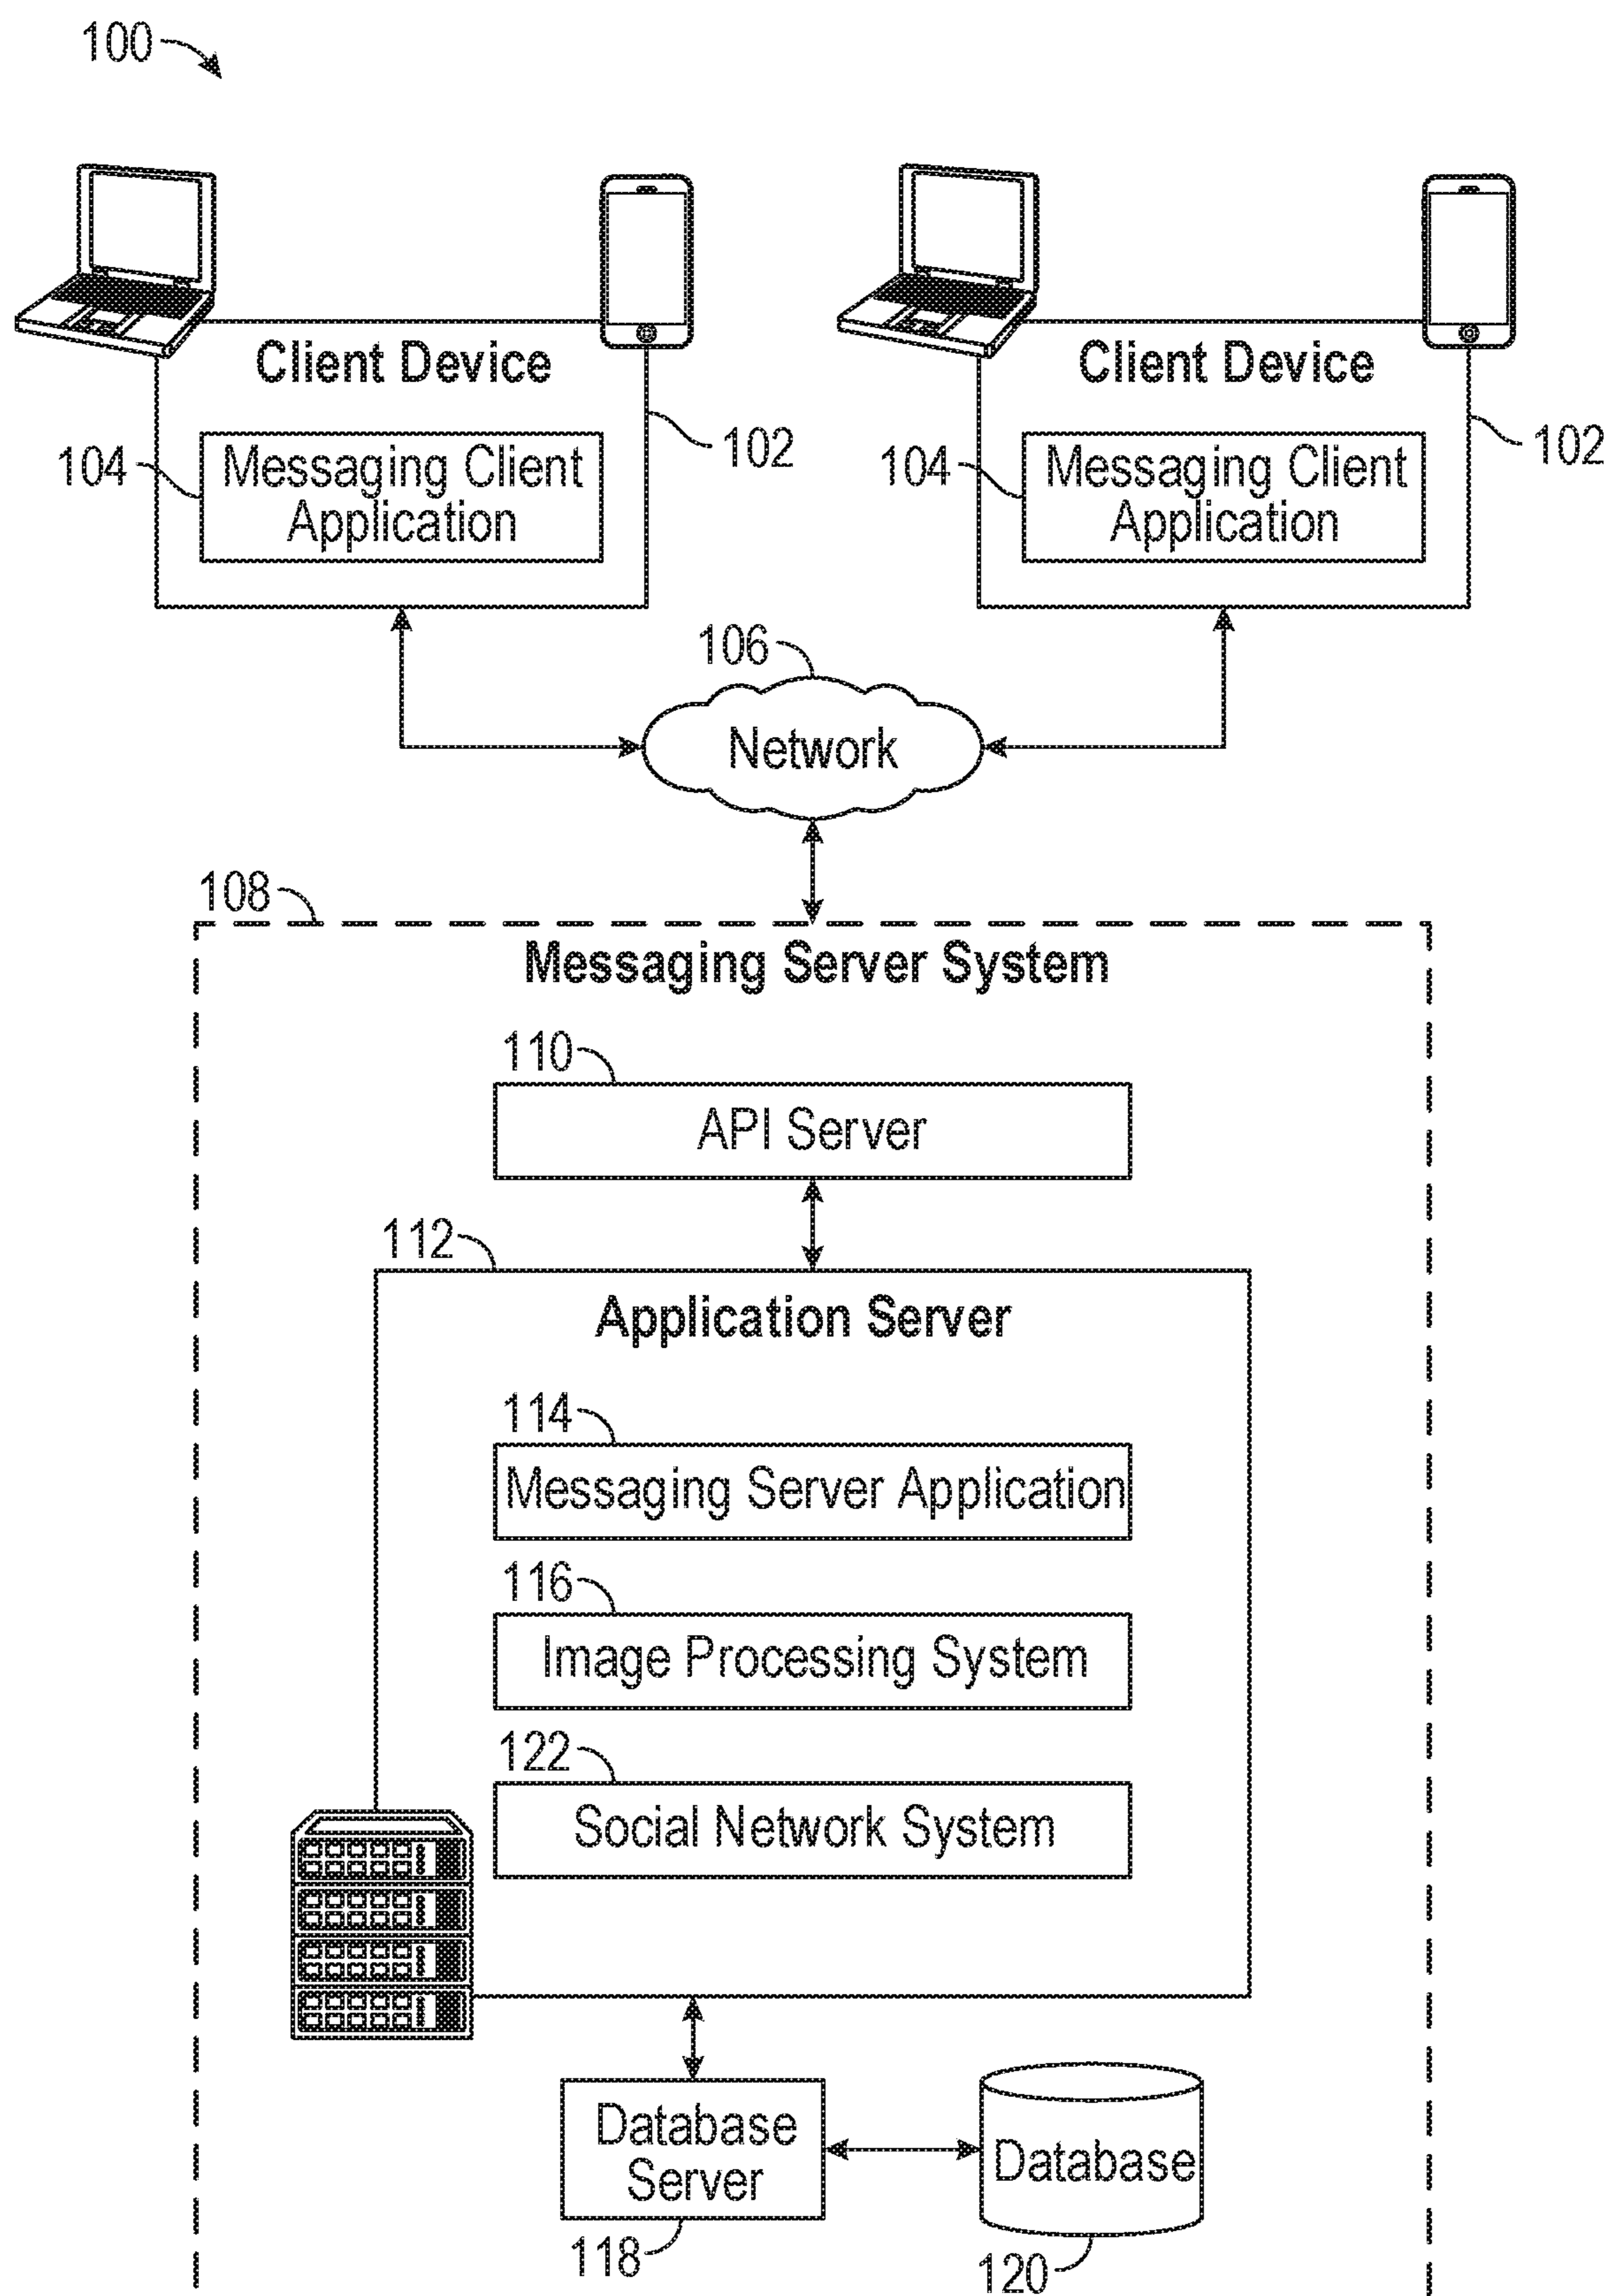 100
Client Device
104
Messaging Client
Application
102
Client Device
104
Messaging Client
Application
102
106
Network
108
Messaging Server System
110
API Server
112
Application Server
114
Messaging Server Application
116
Image Processing System
122
Social Network System
Database
Server
118
Database
120